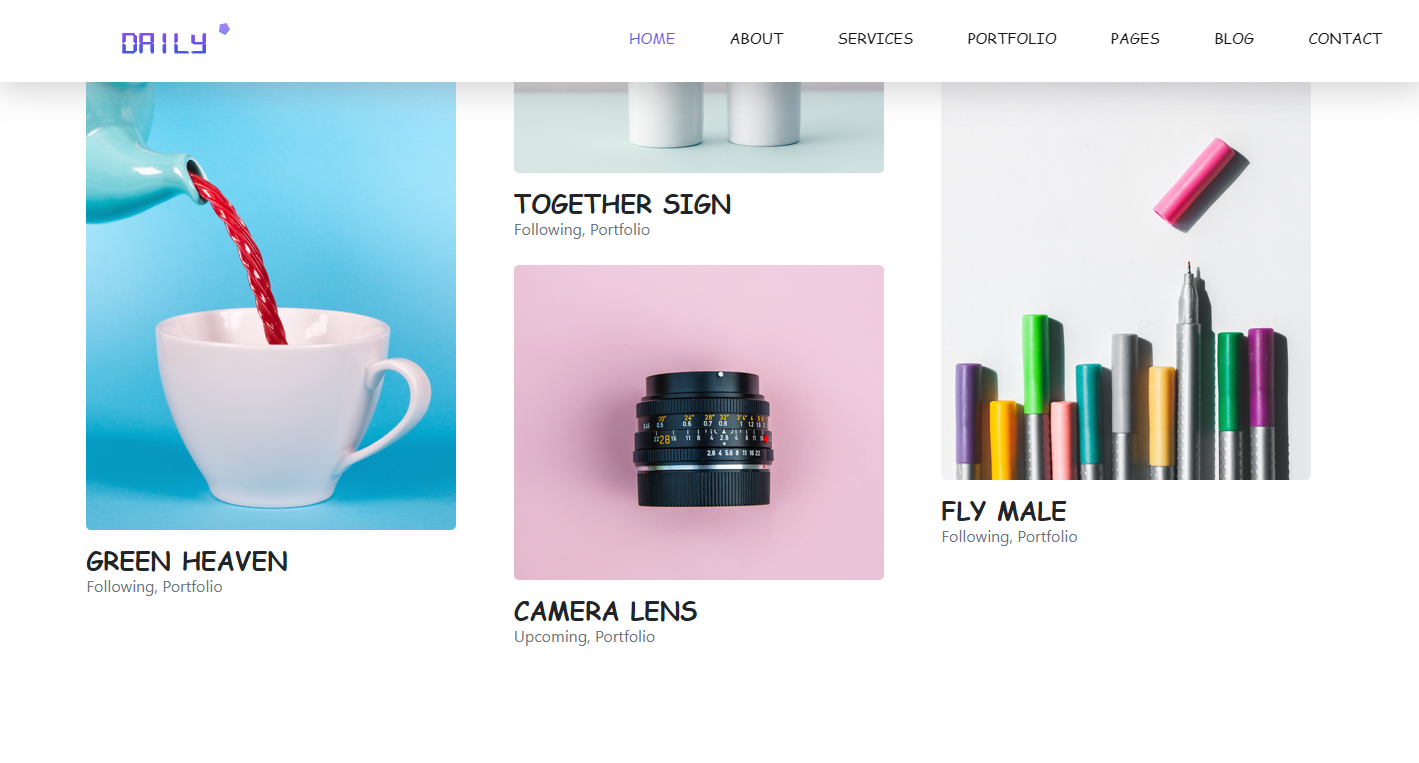 DAILY
HOME ABOUT SERVICES PORTFOLIO PAGES BLOG CONTACT
TOGETHER SIGN
Following, Portfolio
GREEN HEAVEN
Following, Portfolio
CAMERA LENS
Upcoming, Portfolio
FLY MALE
Following, Portfolio